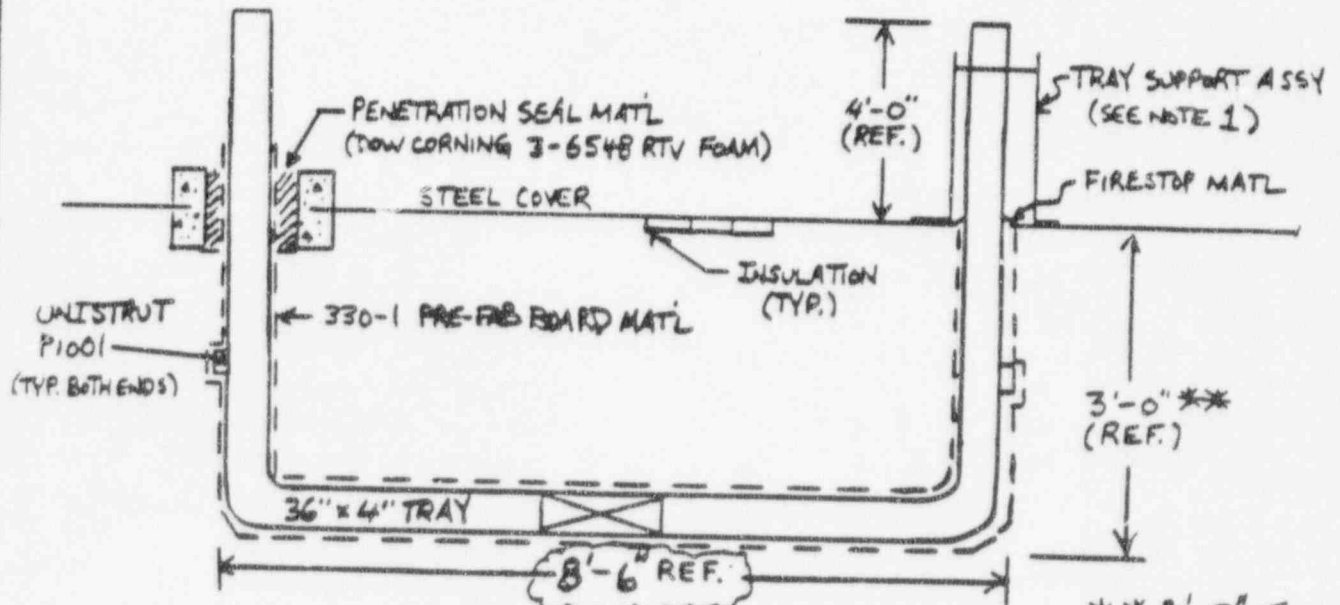 PENETRATION SEAL MAT'L
(DOW CORNING 3-6548 RTV FOAM)
4'-0"
(REF.)
TRAY SUPPORT ASSY
(SEE NOTE 1)
FIRESTOP MATL
STEEL COVER
INSULATION
(TYP.)
UNISTRUT
P1001
(TYP. BOTH ENDS)
330-1 PRE-FAB BOARD MAT'L
3'-0" **
(REF.)
36" x 4" TRAY
8'-6" REF.